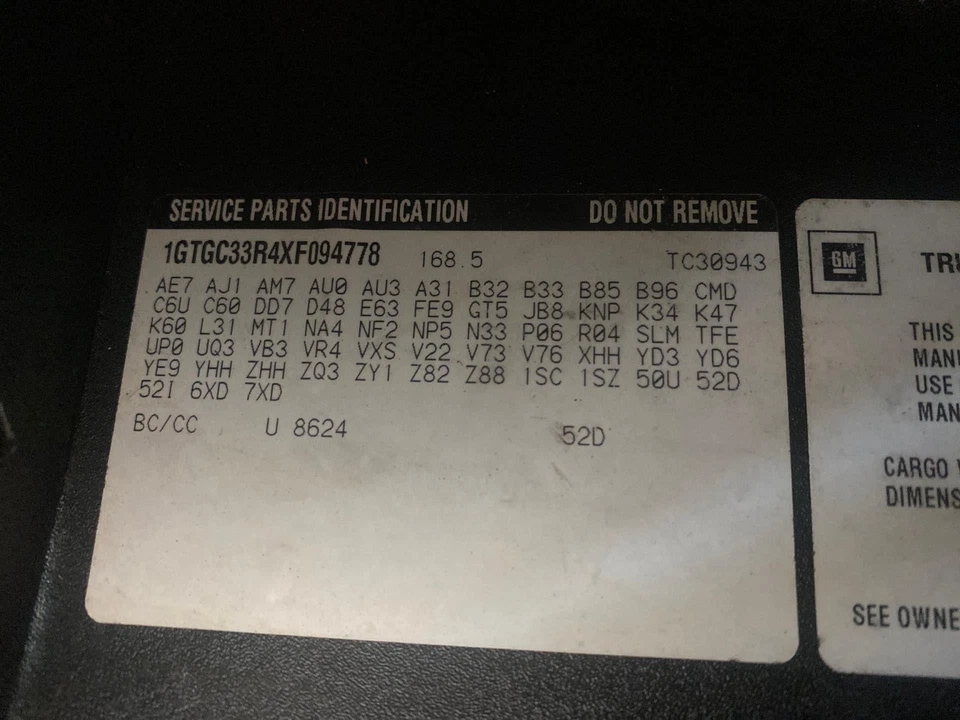 SERVICE PARTS IDENTIFICATION DO NOT REMOVE
1GTGC33R4XF094778 168.5 TC30943
AE7 AJ1 AM7 AU0 AU3 A31 B32 B33 B85 B96 CMD
C6U C60 DD7 D48 E63 FE9 GT5 JB8 KNP K34 K47
K60 L31 MT1 NA4 NF2 NP5 N33 P06 R04 SLM TFE
UP0 UQ3 VB3 VR4 VXS V22 V73 V76 XHH YD3 YD6
YE9 YHH ZHH ZQ3 ZY1 Z82 Z88 1SC 1SZ 50U 52D
52I 6XD 7XD
BC/CC U 8624 52D
GM
TRU
THIS
MANU
USE
MAN
CARGO
DIMENS
SEE OWNE